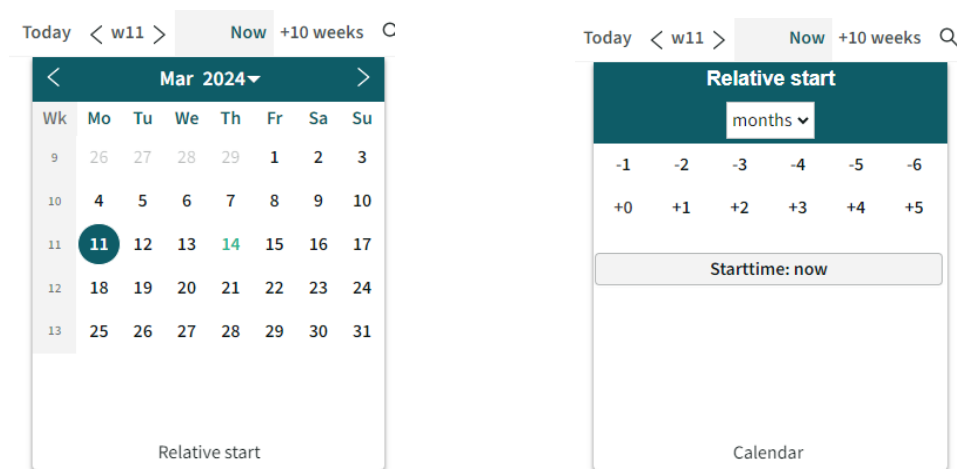 Today < w11 > Now +10 weeks
< Mar 2024 >
Wk Mo Tu We Th Fr Sa Su
9 26 27 28 29 1 2 3
10 4 5 6 7 8 9 10
11 11 12 13 14 15 16 17
12 18 19 20 21 22 23 24
13 25 26 27 28 29 30 31
Relative start
Today < w11 > Now +10 weeks
Relative start
months
-1 -2 -3 -4 -5 -6
+0 +1 +2 +3 +4 +5
Starttime: now
Calendar